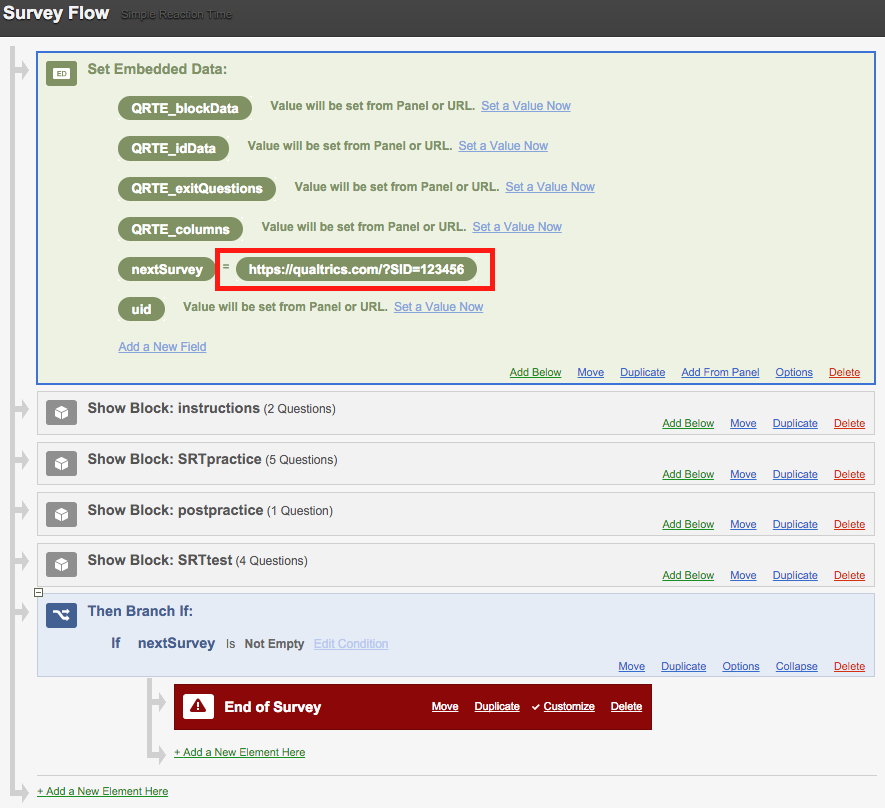 Survey Flow Simple Reaction Time
ED Set Embedded Data:
QRTE_blockData Value will be set from Panel or URL. Set a Value Now
QRTE_idData Value will be set from Panel or URL. Set a Value Now
QRTE_exitQuestions Value will be set from Panel or URL. Set a Value Now
QRTE_columns Value will be set from Panel or URL. Set a Value Now
nextSurvey = https://qualtrics.com/?SID=123456
uid Value will be set from Panel or URL. Set a Value Now
Add a New Field
Add Below Move Duplicate Add From Panel Options Delete
Show Block: instructions (2 Questions)
Add Below Move Duplicate Delete
Show Block: SRTpractice (5 Questions)
Add Below Move Duplicate Delete
Show Block: postpractice (1 Question)
Add Below Move Duplicate Delete
Show Block: SRTtest (4 Questions)
Add Below Move Duplicate Delete
Then Branch If:
If nextSurvey Is Not Empty Edit Condition
Move Duplicate Options Collapse Delete
End of Survey Move Duplicate ✓ Customize Delete
+ Add a New Element Here
+ Add a New Element Here